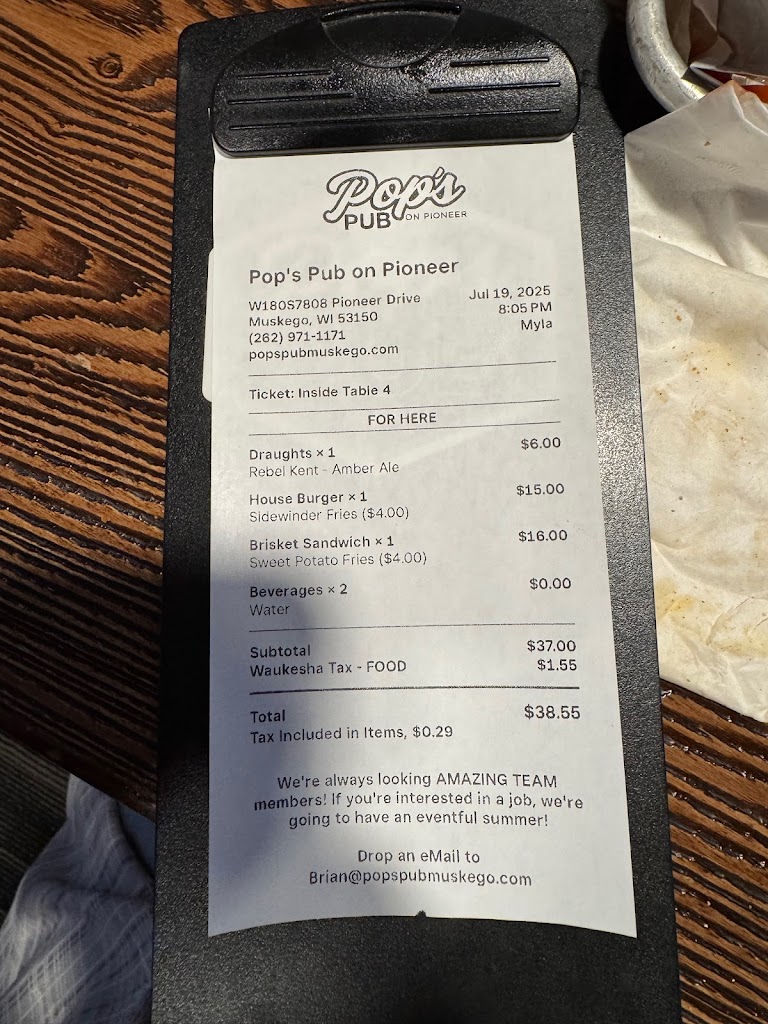 Pop's
PUB ON PIONEER
Pop's Pub on Pioneer
W180S7808 Pioneer Drive
Muskego, WI 53150
(262) 971-1171
popspubmuskego.com
Jul 19, 2025
8:05 PM
Myla
Ticket: Inside Table 4
FOR HERE
Draughts × 1 $6.00
Rebel Kent - Amber Ale
House Burger × 1 $15.00
Sidewinder Fries ($4.00)
Brisket Sandwich × 1 $16.00
Sweet Potato Fries ($4.00)
Beverages × 2 $0.00
Water
Subtotal $37.00
Waukesha Tax - FOOD $1.55
Total $38.55
Tax Included in Items, $0.29
We're always looking AMAZING TEAM
members! If you're interested in a job, we're
going to have an eventful summer!
Drop an eMail to
Brian@popspubmuskego.com